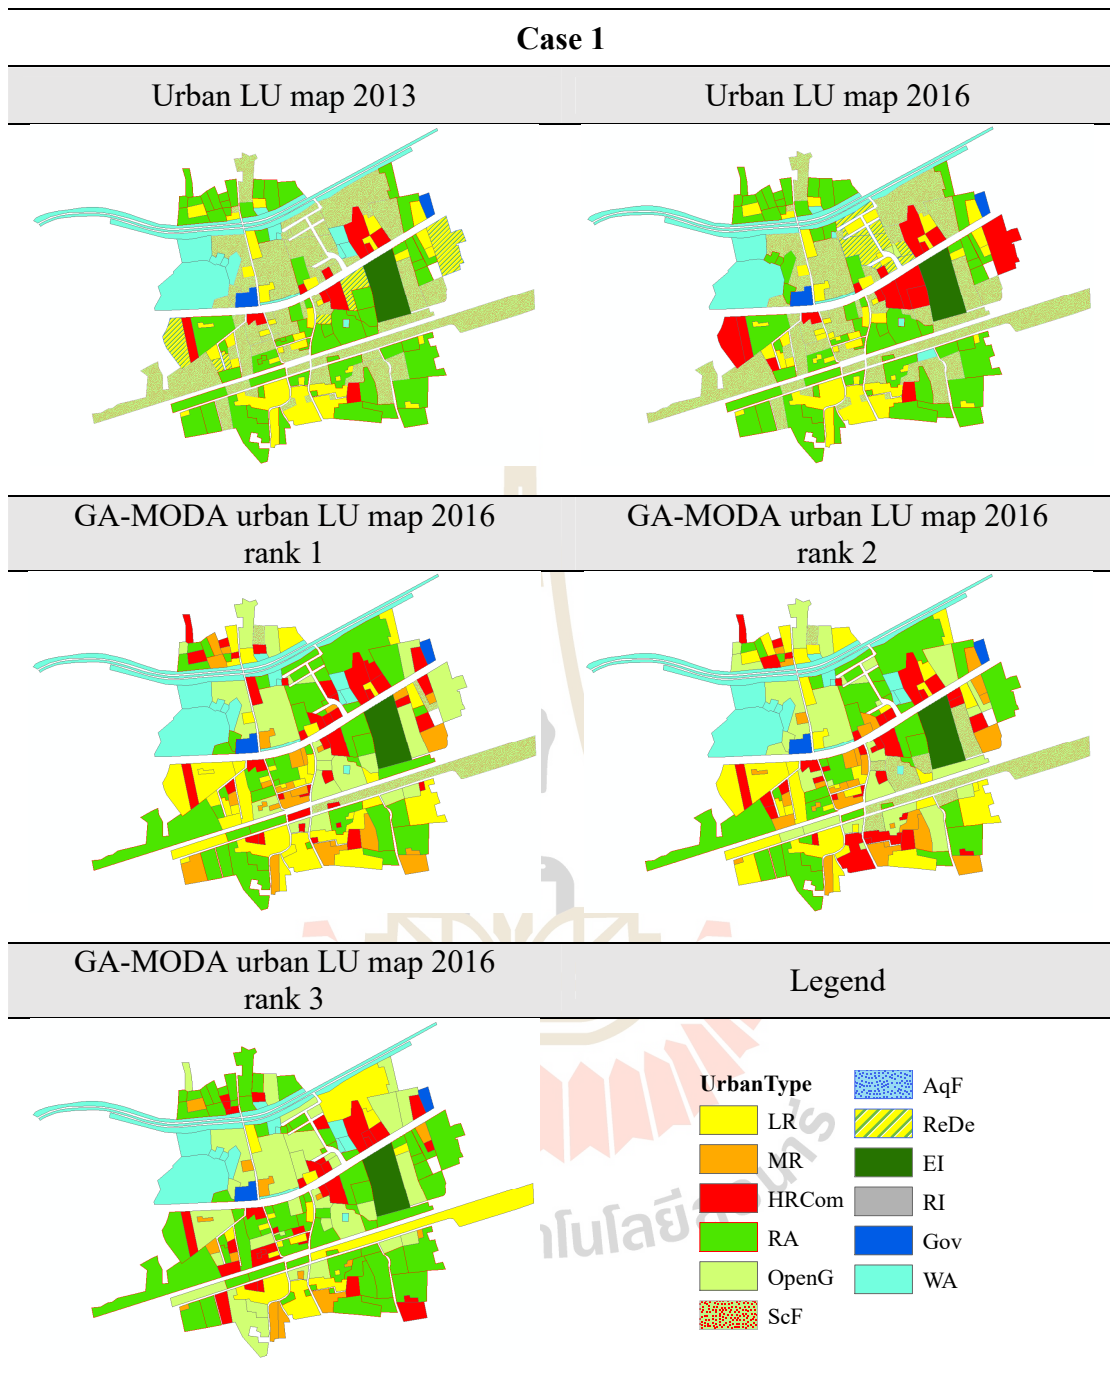 Case 1
Urban LU map 2013
Urban LU map 2016
GA-MODA urban LU map 2016
rank 1
GA-MODA urban LU map 2016
rank 2
GA-MODA urban LU map 2016
rank 3
Legend
UrbanType
LR
MR
HRCom
RA
OpenG
ScF
AqF
ReDe
EI
RI
Gov
WA